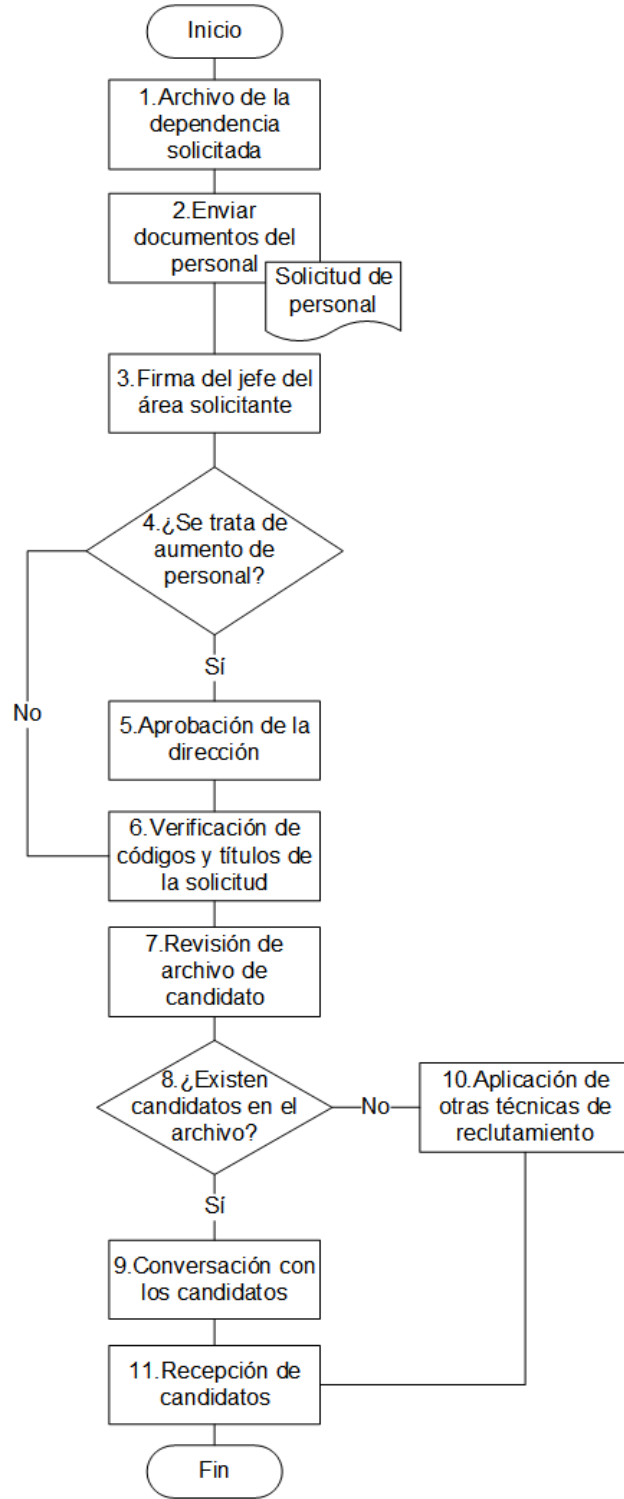 Inicio
1.Archivo de la
dependencia
solicitada
2.Enviar
documentos del
personal
Solicitud de
personal
3.Firma del jefe del
área solicitante
4.¿Se trata de
aumento de
personal?
Sí
No
5.Aprobación de la
dirección
6.Verificación de
códigos y títulos de
la solicitud
7.Revisión de
archivo de
candidato
8.¿Existen
candidatos en el
archivo?
No
10.Aplicación de
otras técnicas de
reclutamiento
Sí
9.Conversación con
los candidatos
11.Recepción de
candidatos
Fin